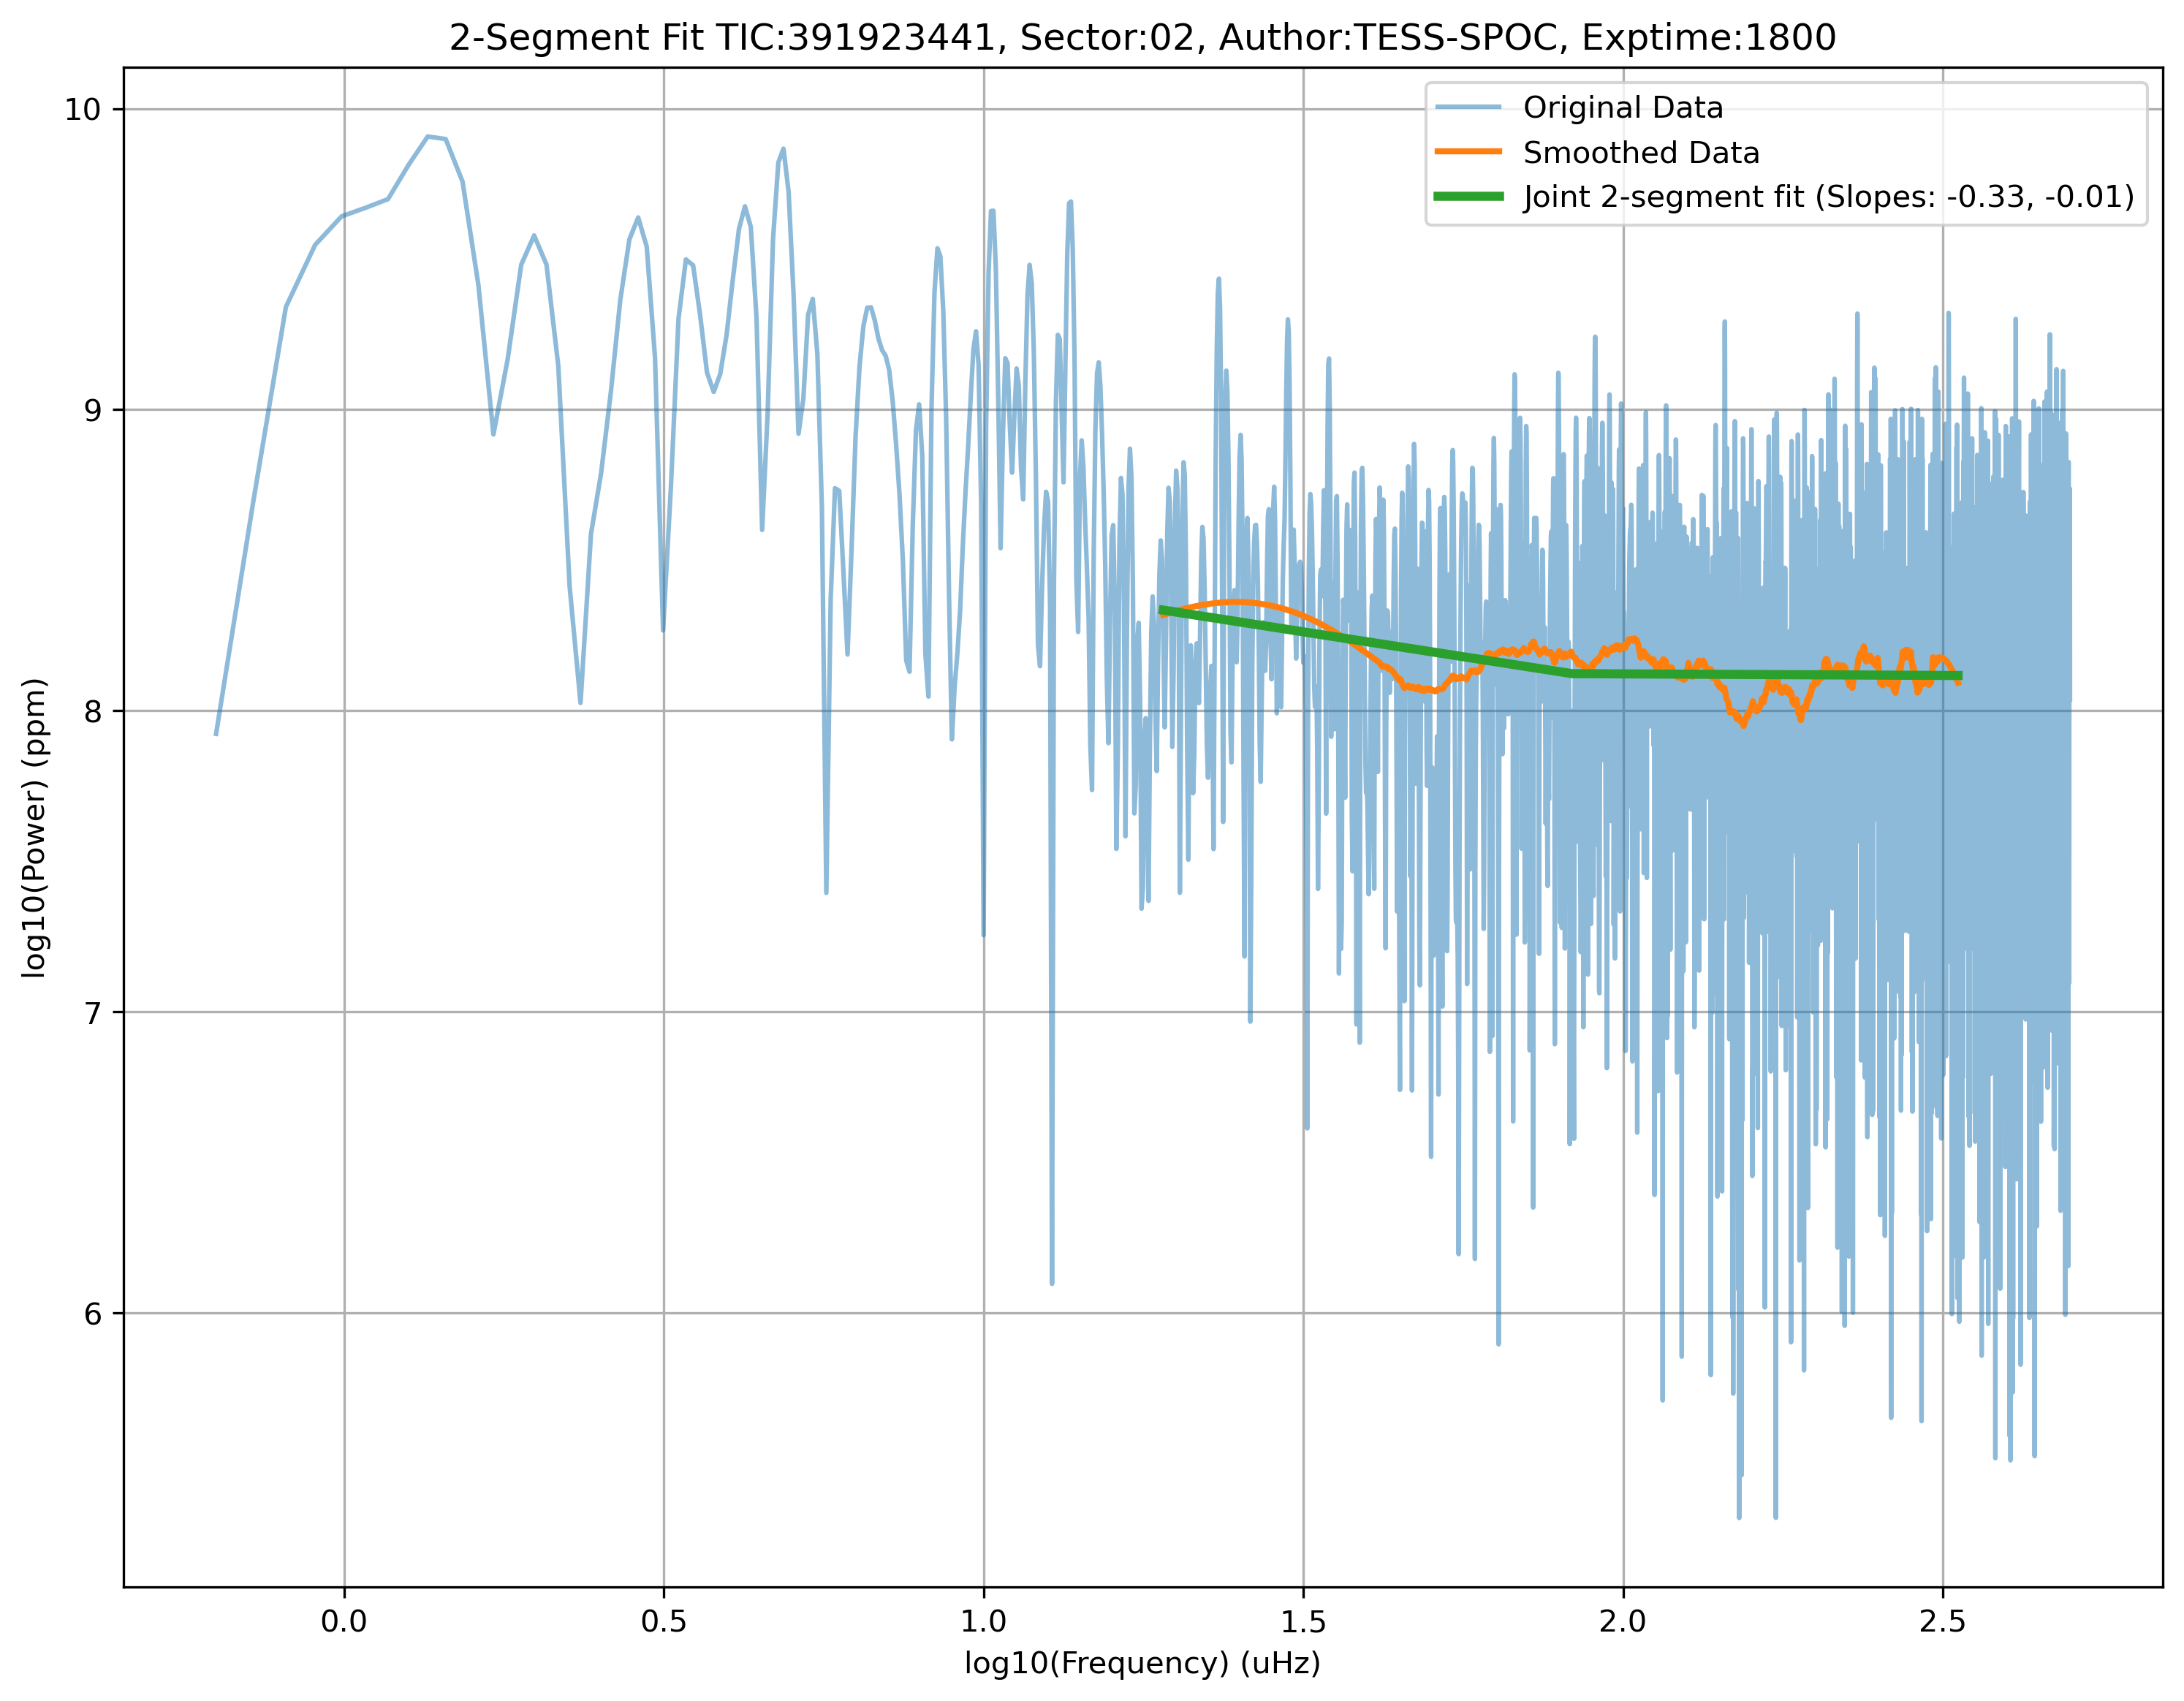 2-Segment Fit TIC:391923441, Sector:02, Author:TESS-SPOC, Exptime:1800
Original Data
Smoothed Data
Joint 2-segment fit (Slopes: -0.33, -0.01)
log10(Power) (ppm)
10
9
8
7
6
0.0 0.5 1.0 1.5 2.0 2.5
log10(Frequency) (uHz)